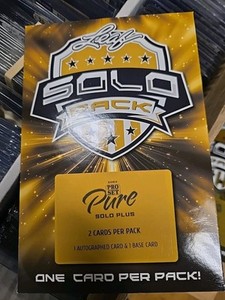 Leaf
SOLO
PACK
PRO SET
Pure
SOLO PLUS
2 CARDS PER PACK
1 AUTOGRAPHED CARD & 1 BASE CARD
ONE CARD PER PACK!